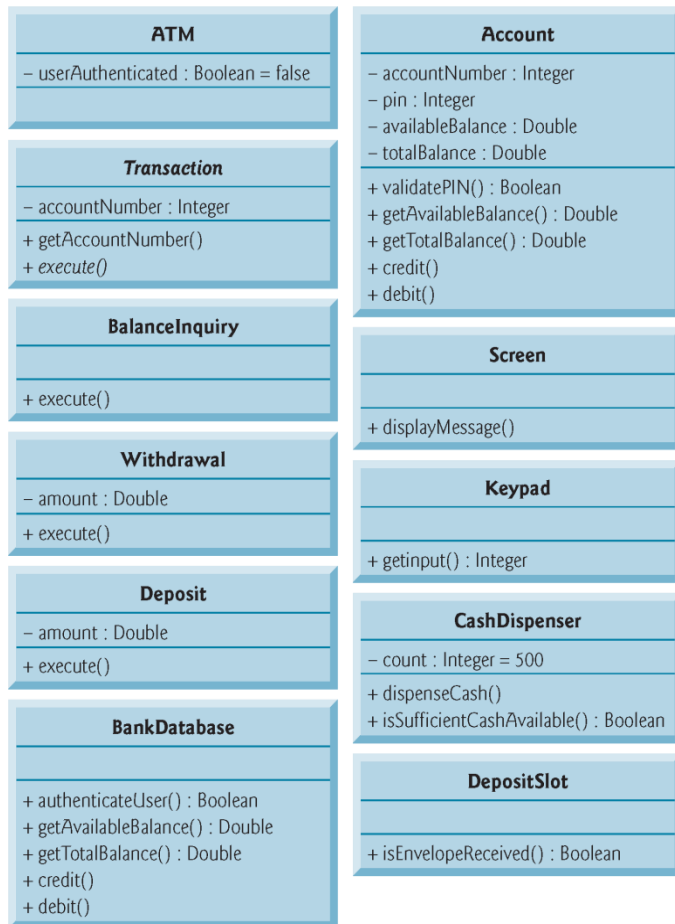 ATM
– userAuthenticated : Boolean = false
Transaction
– accountNumber : Integer
+ getAccountNumber()
+ execute()
BalanceInquiry
+ execute()
Withdrawal
– amount : Double
+ execute()
Deposit
– amount : Double
+ execute()
BankDatabase
+ authenticateUser() : Boolean
+ getAvailableBalance() : Double
+ getTotalBalance() : Double
+ credit()
+ debit()
Account
– accountNumber : Integer
– pin : Integer
– availableBalance : Double
– totalBalance : Double
+ validatePIN() : Boolean
+ getAvailableBalance() : Double
+ getTotalBalance() : Double
+ credit()
+ debit()
Screen
+ displayMessage()
Keypad
+ getinput() : Integer
CashDispenser
– count : Integer = 500
+ dispenseCash()
+ isSufficientCashAvailable() : Boolean
DepositSlot
+ isEnvelopeReceived() : Boolean